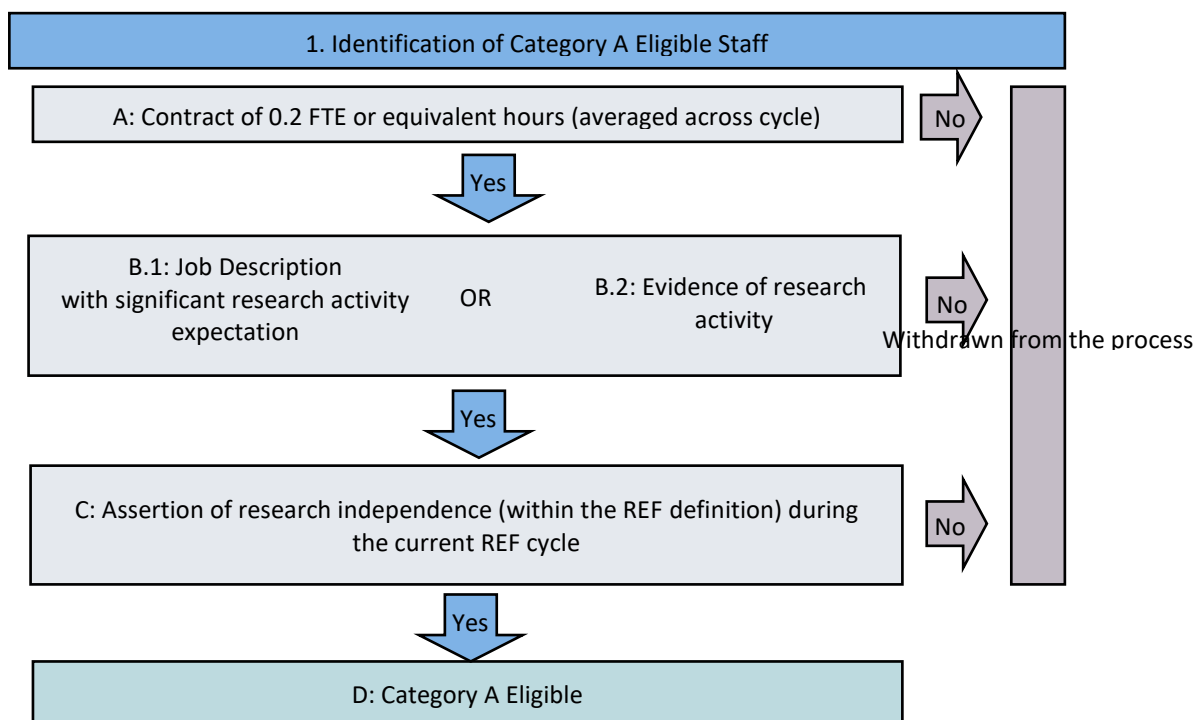 1. Identification of Category A Eligible Staff
A: Contract of 0.2 FTE or equivalent hours (averaged across cycle)
No
Yes
B.1: Job Description
with significant research activity
expectation
OR
B.2: Evidence of research
activity
No
Withdrawn from the process
Yes
C: Assertion of research independence (within the REF definition) during
the current REF cycle
No
Yes
D: Category A Eligible